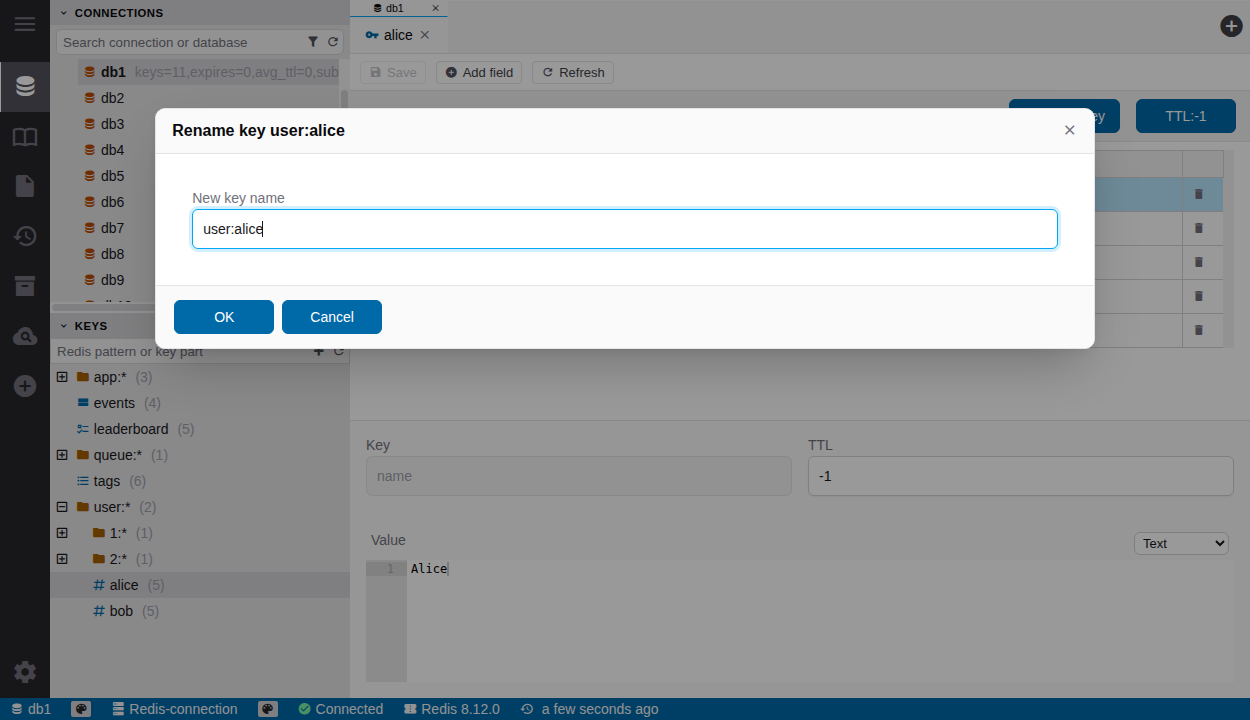 CONNECTIONS
Search connection or database
db1 keys=11,expires=0,avg_ttl=0,sub
db2
db3
db4
db5
db6
db7
db8
db9
KEYS
Redis pattern or key part
app:* (3)
events (4)
leaderboard (5)
queue:* (1)
tags (6)
user:* (2)
1:* (1)
2:* (1)
alice (5)
bob (5)
db1
alice
Save
Add field
Refresh
TTL:-1
Rename key user:alice
New key name
user:alice
OK
Cancel
Key
name
TTL
-1
Value
Text
1
Alice
db1
Redis-connection
Connected
Redis 8.12.0
a few seconds ago